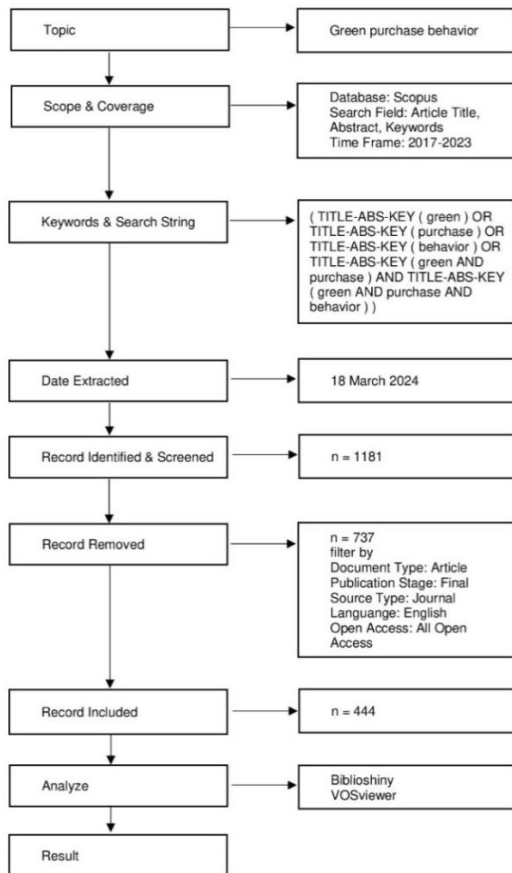 Topic
Green purchase behavior
Scope & Coverage
Database: Scopus
Search Field: Article Title,
Abstract, Keywords
Time Frame: 2017-2023
Keywords & Search String
( TITLE-ABS-KEY ( green ) OR
TITLE-ABS-KEY ( purchase ) OR
TITLE-ABS-KEY ( behavior ) OR
TITLE-ABS-KEY ( green AND
purchase ) AND TITLE-ABS-KEY
( green AND purchase AND
behavior ) )
Date Extracted
18 March 2024
Record Identified & Screened
n = 1181
Record Removed
n = 737
filter by
Document Type: Article
Publication Stage: Final
Source Type: Journal
Languange: English
Open Access: All Open
Access
Record Included
n = 444
Analyze
Biblioshiny
VOSviewer
Result